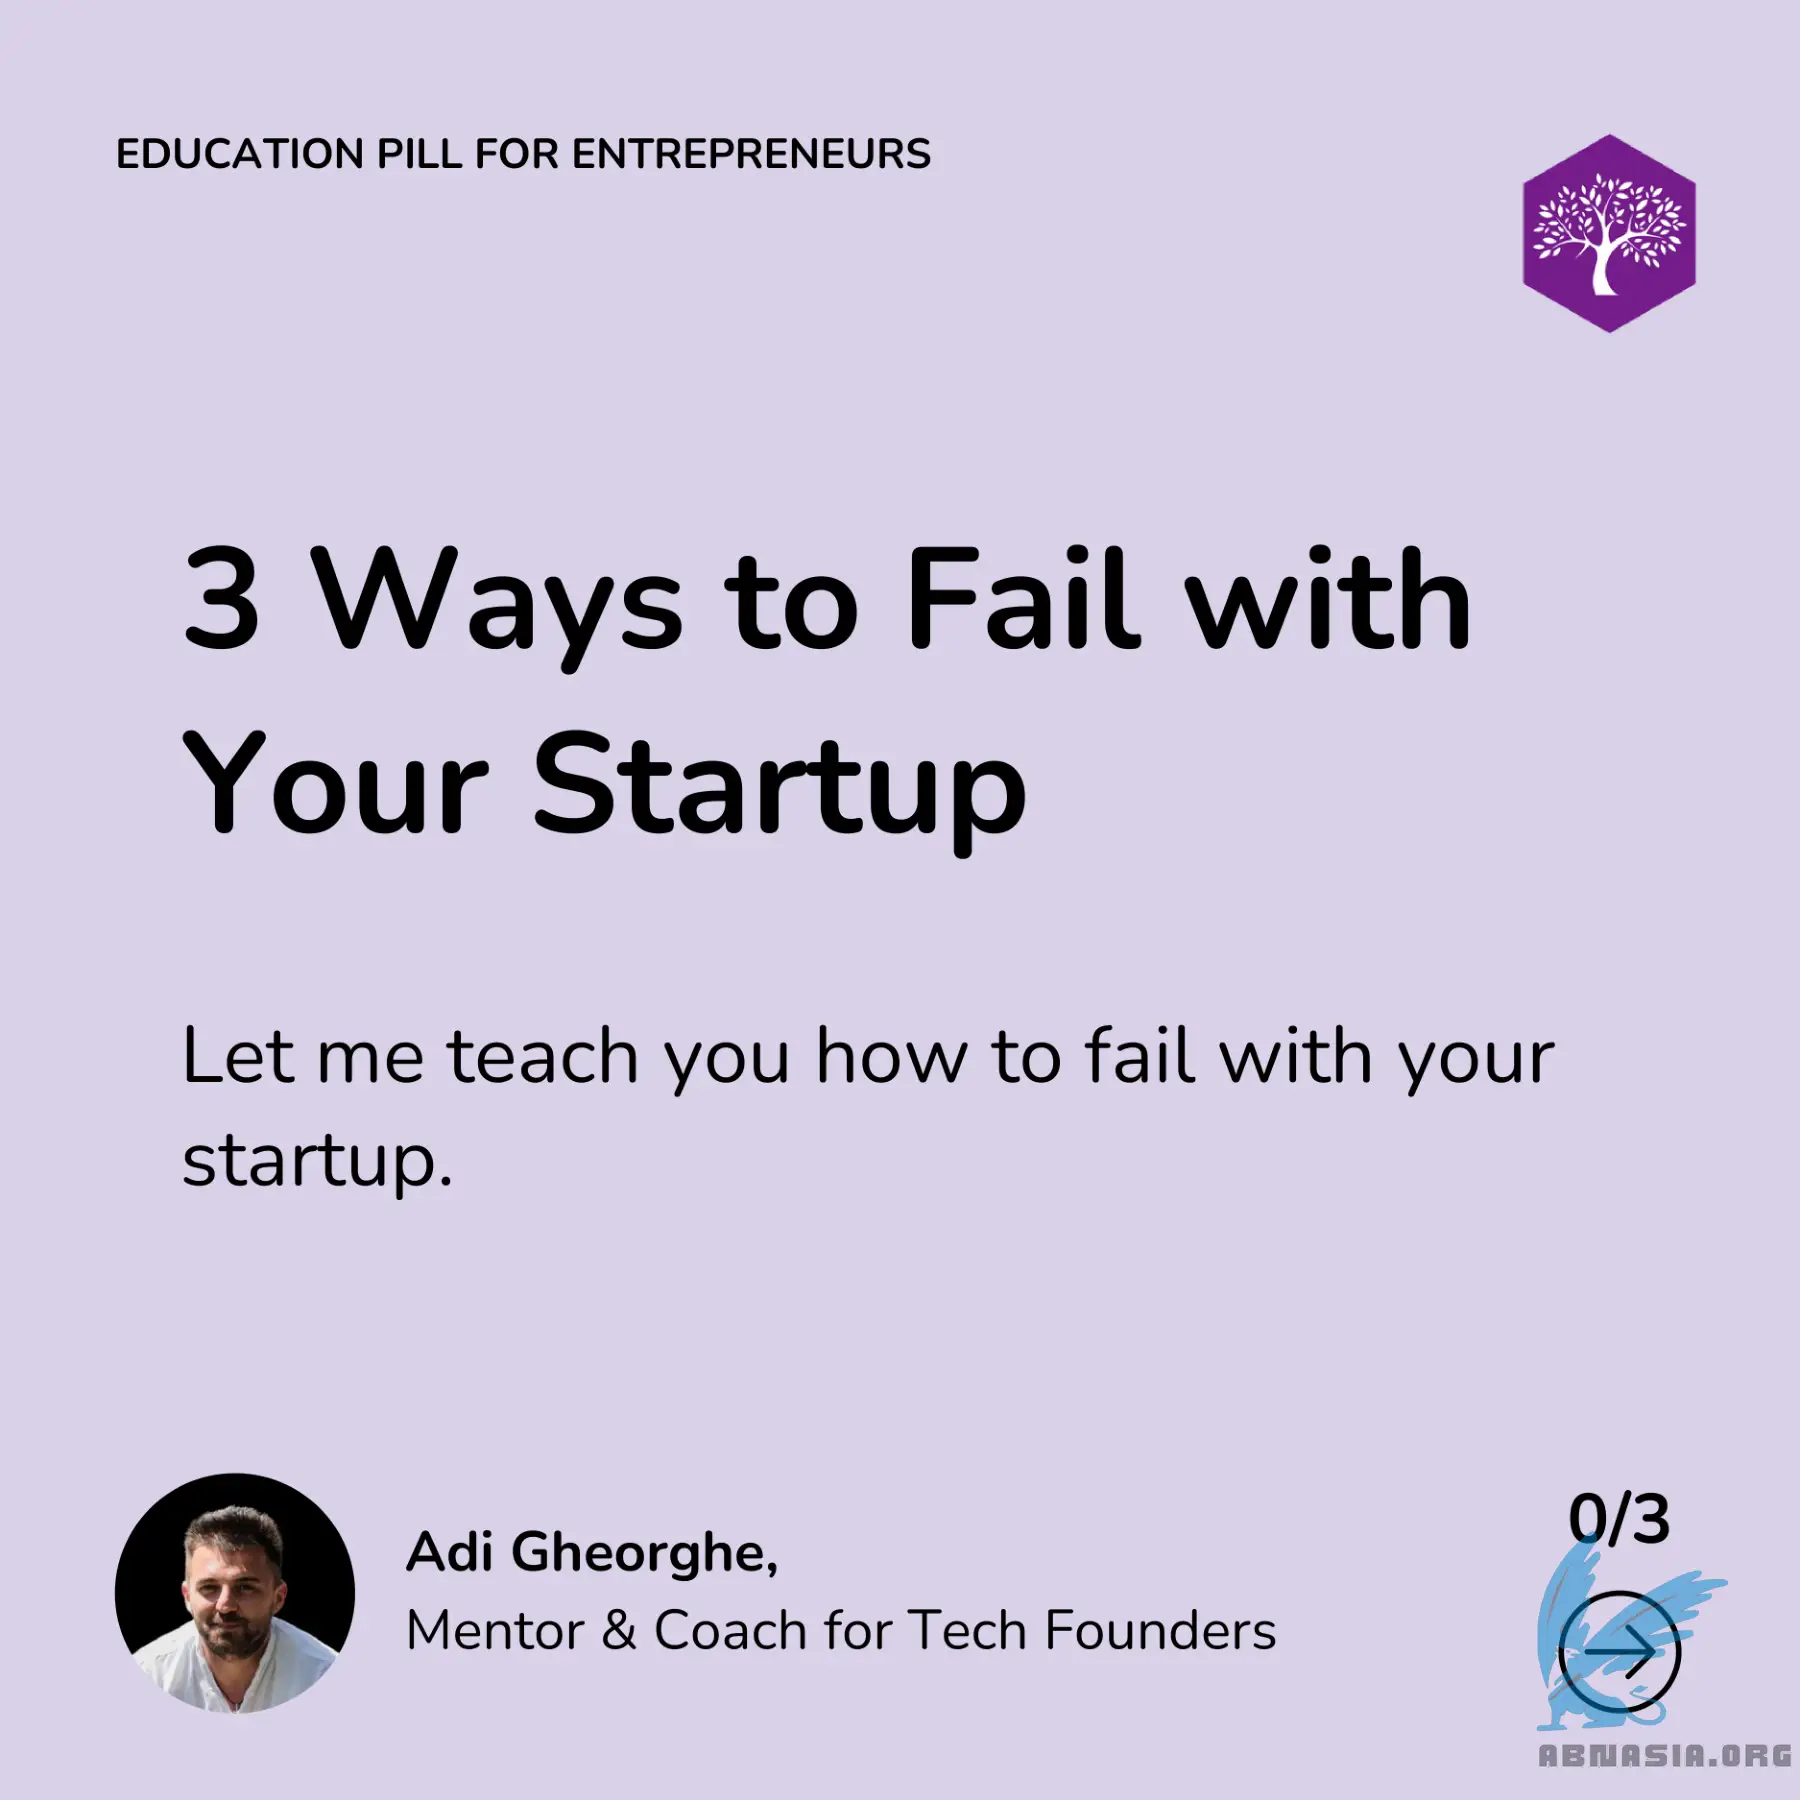 EDUCATION PILL FOR ENTREPRENEURS
3 Ways to Fail with
Your Startup
Let me teach you how to fail with your
startup.
Adi Gheorghe,
Mentor & Coach for Tech Founders
0/3
ABNASIA.ORG